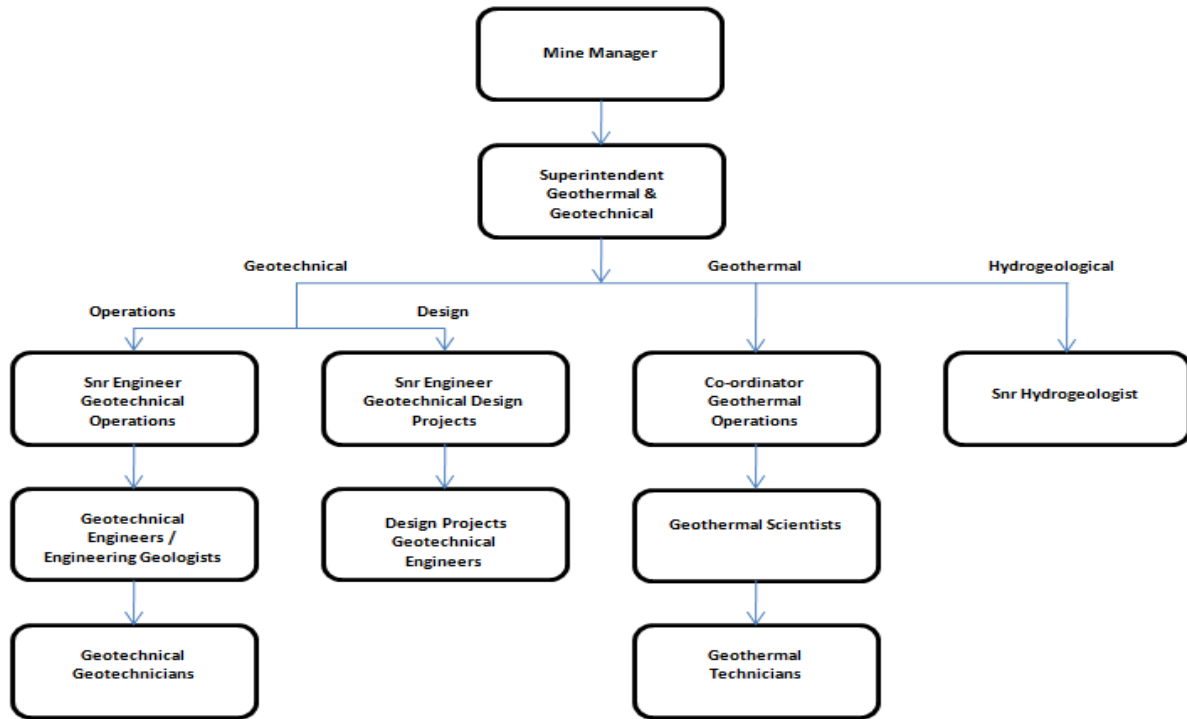 Mine Manager
Superintendent
Geothermal &
Geotechnical
Geotechnical
Geothermal
Hydrogeological
Operations
Design
Snr Engineer
Geotechnical
Operations
Snr Engineer
Geotechnical Design
Projects
Co-ordinator
Geothermal
Operations
Snr Hydrogeologist
Geotechnical
Engineers /
Engineering Geologists
Design Projects
Geotechnical
Engineers
Geothermal Scientists
Geotechnical
Geotechnicians
Geothermal
Technicians